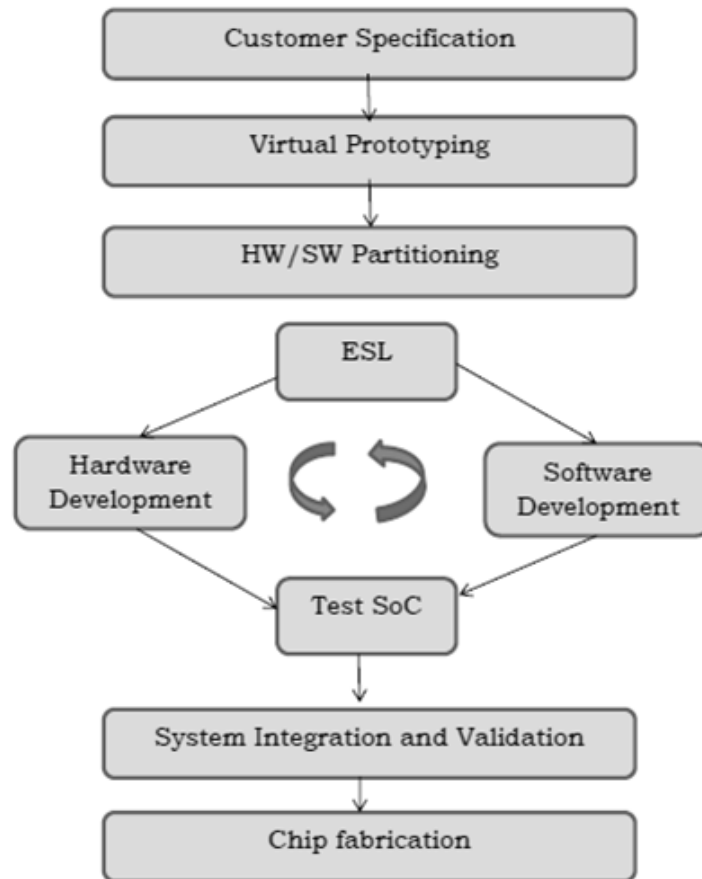 Customer Specification
Virtual Prototyping
HW/SW Partitioning
ESL
Hardware
Development
Software
Development
Test SoC
System Integration and Validation
Chip fabrication